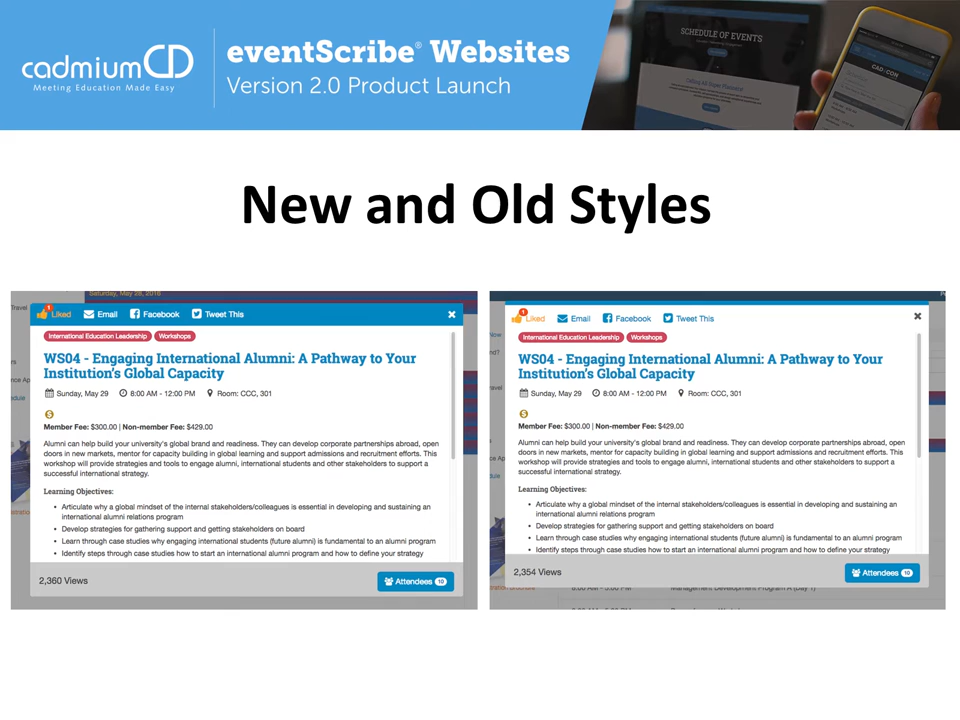 cadmiumCD
Meeting Education Made Easy
eventScribe® Websites
Version 2.0 Product Launch
SCHEDULE OF EVENTS
CAD/CON
New and Old Styles
Saturday, May 28, 2016
Travel
1
Liked
Email
Facebook
Tweet This
×
International Education Leadership
Workshops
WS04 - Engaging International Alumni: A Pathway to Your
Institution's Global Capacity
Sunday, May 29
8:00 AM - 12:00 PM
Room: CCC, 301
Member Fee: $300.00 | Non-member Fee: $429.00
Alumni can help build your university's global brand and readiness. They can develop corporate partnerships abroad, open
doors in new markets, mentor for capacity building in global learning and support admissions and recruitment efforts. This
workshop will provide strategies and tools to engage alumni, international students and other stakeholders to support a
successful international strategy.
Learning Objectives:
• Articulate why a global mindset of the internal stakeholders/colleagues is essential in developing and sustaining an
international alumni relations program
• Develop strategies for gathering support and getting stakeholders on board
• Learn through case studies why engaging international students (future alumni) is fundamental to an alumni program
• Identify steps through case studies how to start an international alumni program and how to define your strategy
2,360 Views
Attendees 10
1
Liked
Email
Facebook
Tweet This
×
International Education Leadership
Workshops
WS04 - Engaging International Alumni: A Pathway to Your
Institution's Global Capacity
Sunday, May 29
8:00 AM - 12:00 PM
Room: CCC, 301
Member Fee: $300.00 | Non-member Fee: $429.00
Alumni can help build your university's global brand and readiness. They can develop corporate partnerships abroad, open
doors in new markets, mentor for capacity building in global learning and support admissions and recruitment efforts. This
workshop will provide strategies and tools to engage alumni, international students and other stakeholders to support a
successful international strategy.
Learning Objectives:
• Articulate why a global mindset of the internal stakeholders/colleagues is essential in developing and sustaining an
international alumni relations program
• Develop strategies for gathering support and getting stakeholders on board
• Learn through case studies why engaging international students (future alumni) is fundamental to an alumni program
• Identify steps through case studies how to start an international alumni program and how to define your strategy
2,354 Views
Attendees 10